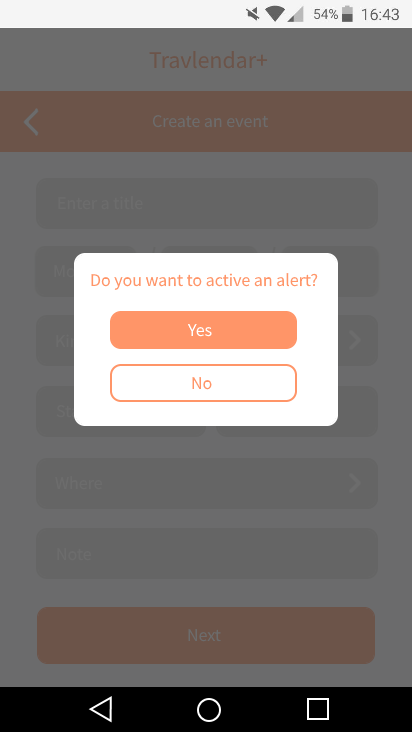 54% 16:43
Travlendar+
Create an event
Enter a title
Do you want to active an alert?
Yes
No
Where
Note
Next